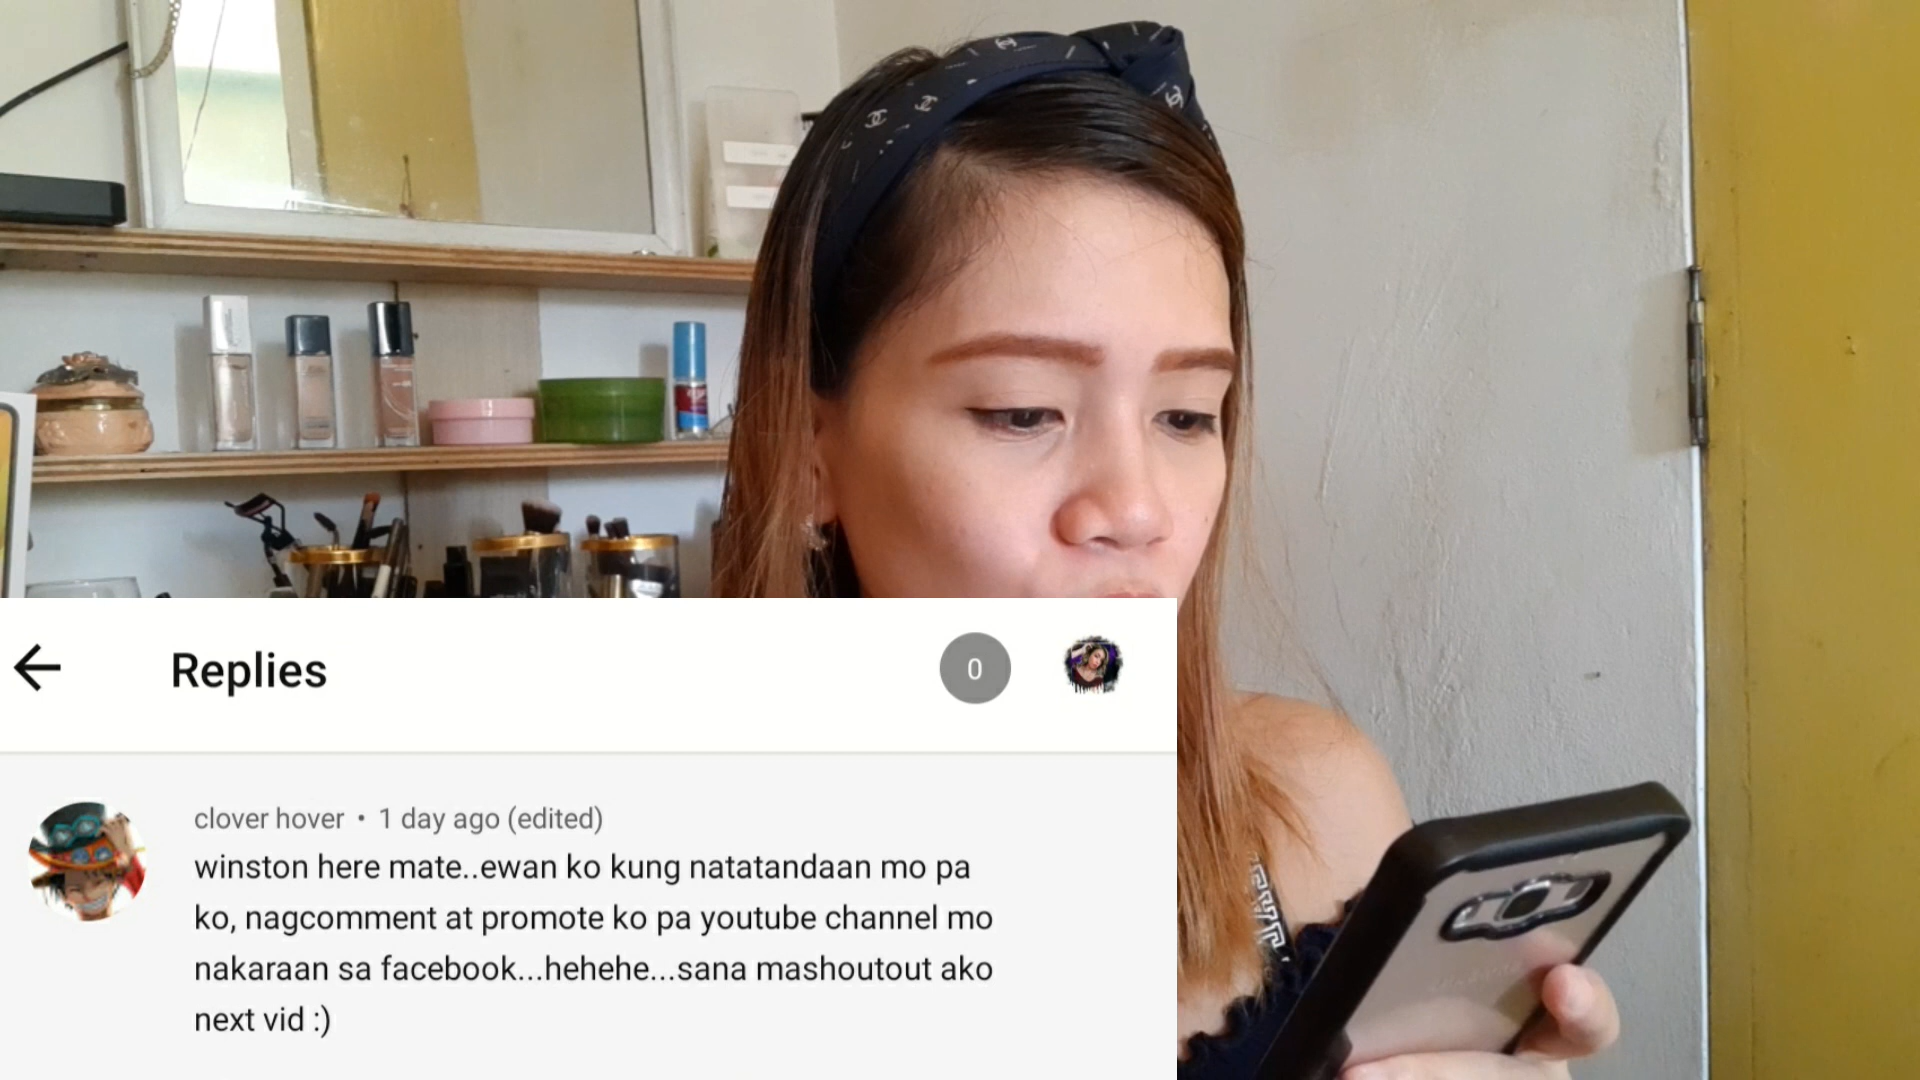 Replies
0
clover hover • 1 day ago (edited)
winston here mate..ewan ko kung natatandaan mo pa
ko, nagcomment at promote ko pa youtube channel mo
nakaraan sa facebook...hehehe...sana mashoutout ako
next vid :)